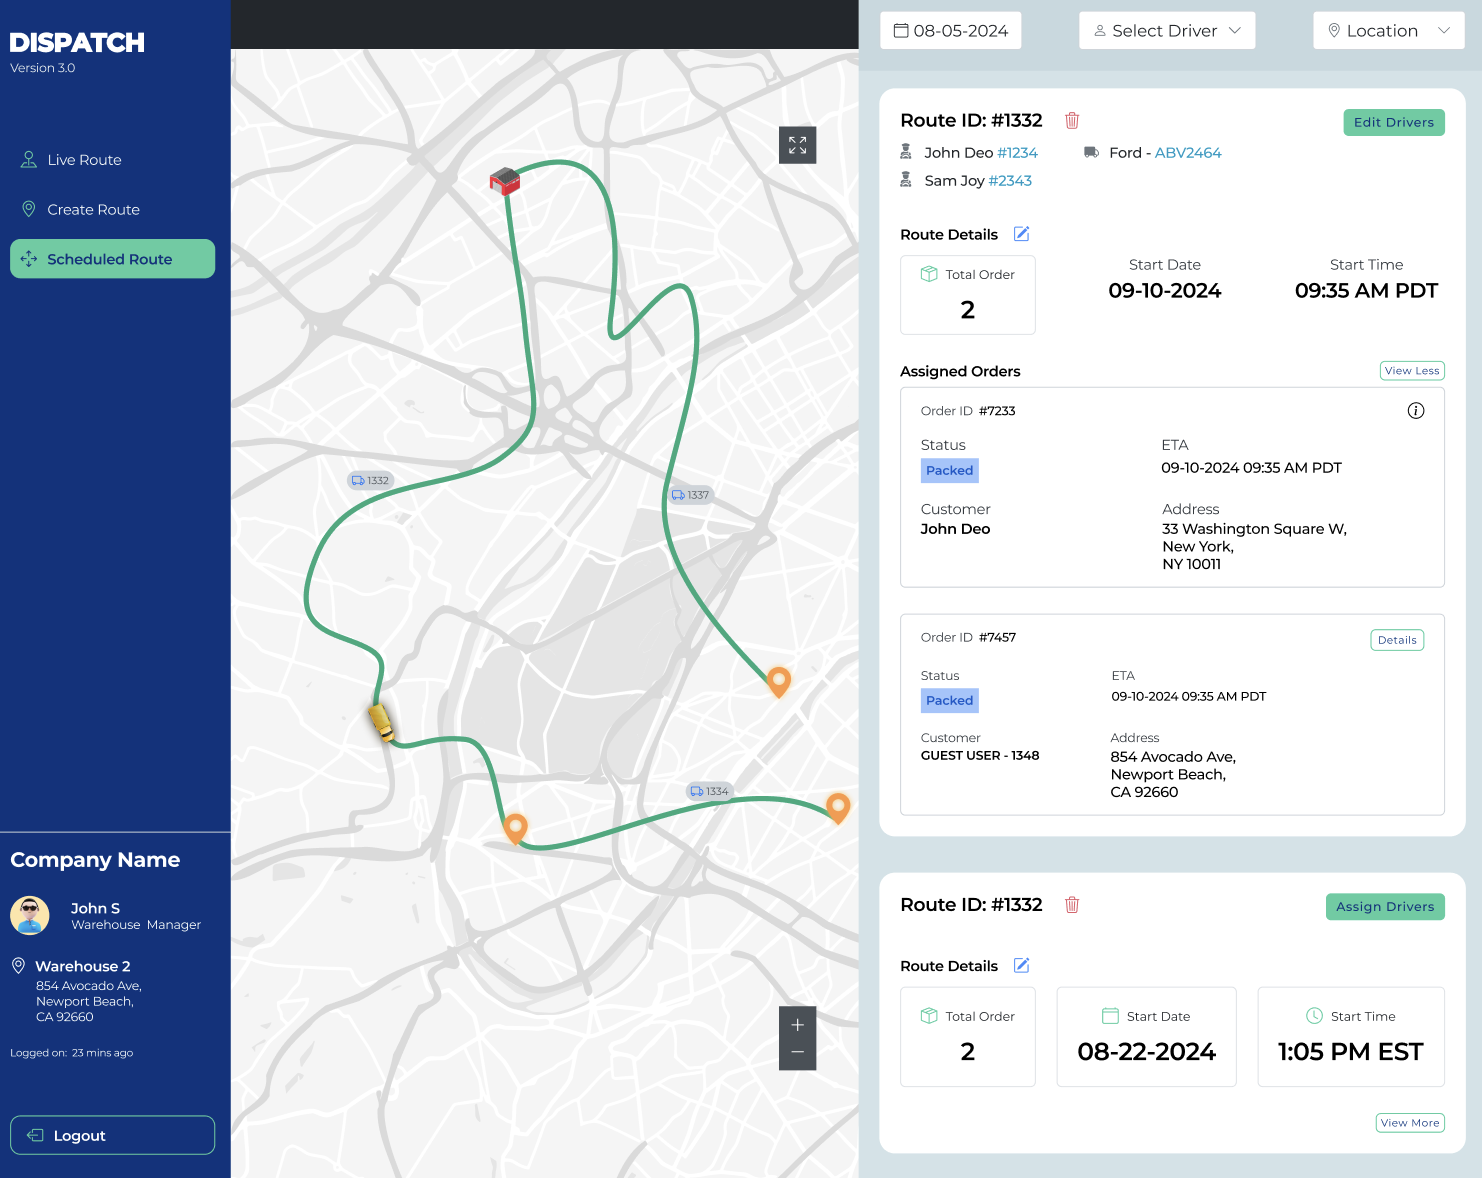 DISPATCH
Version 3.0
Live Route
Create Route
Scheduled Route
Company Name
John S
Warehouse Manager
Warehouse 2
854 Avocado Ave,
Newport Beach,
CA 92660
Logged on: 23 mins ago
Logout
1332
1337
1334
08-05-2024
Select Driver
Location
Route ID: #1332
Edit Drivers
John Deo #1234
Ford - ABV2464
Sam Joy #2343
Route Details
Total Order
2
Start Date
09-10-2024
Start Time
09:35 AM PDT
Assigned Orders
View Less
Order ID #7233
Status
Packed
ETA
09-10-2024 09:35 AM PDT
Customer
John Deo
Address
33 Washington Square W,
New York,
NY 10011
Order ID #7457
Details
Status
Packed
ETA
09-10-2024 09:35 AM PDT
Customer
GUEST USER - 1348
Address
854 Avocado Ave,
Newport Beach,
CA 92660
Route ID: #1332
Assign Drivers
Route Details
Total Order
2
Start Date
08-22-2024
Start Time
1:05 PM EST
View More